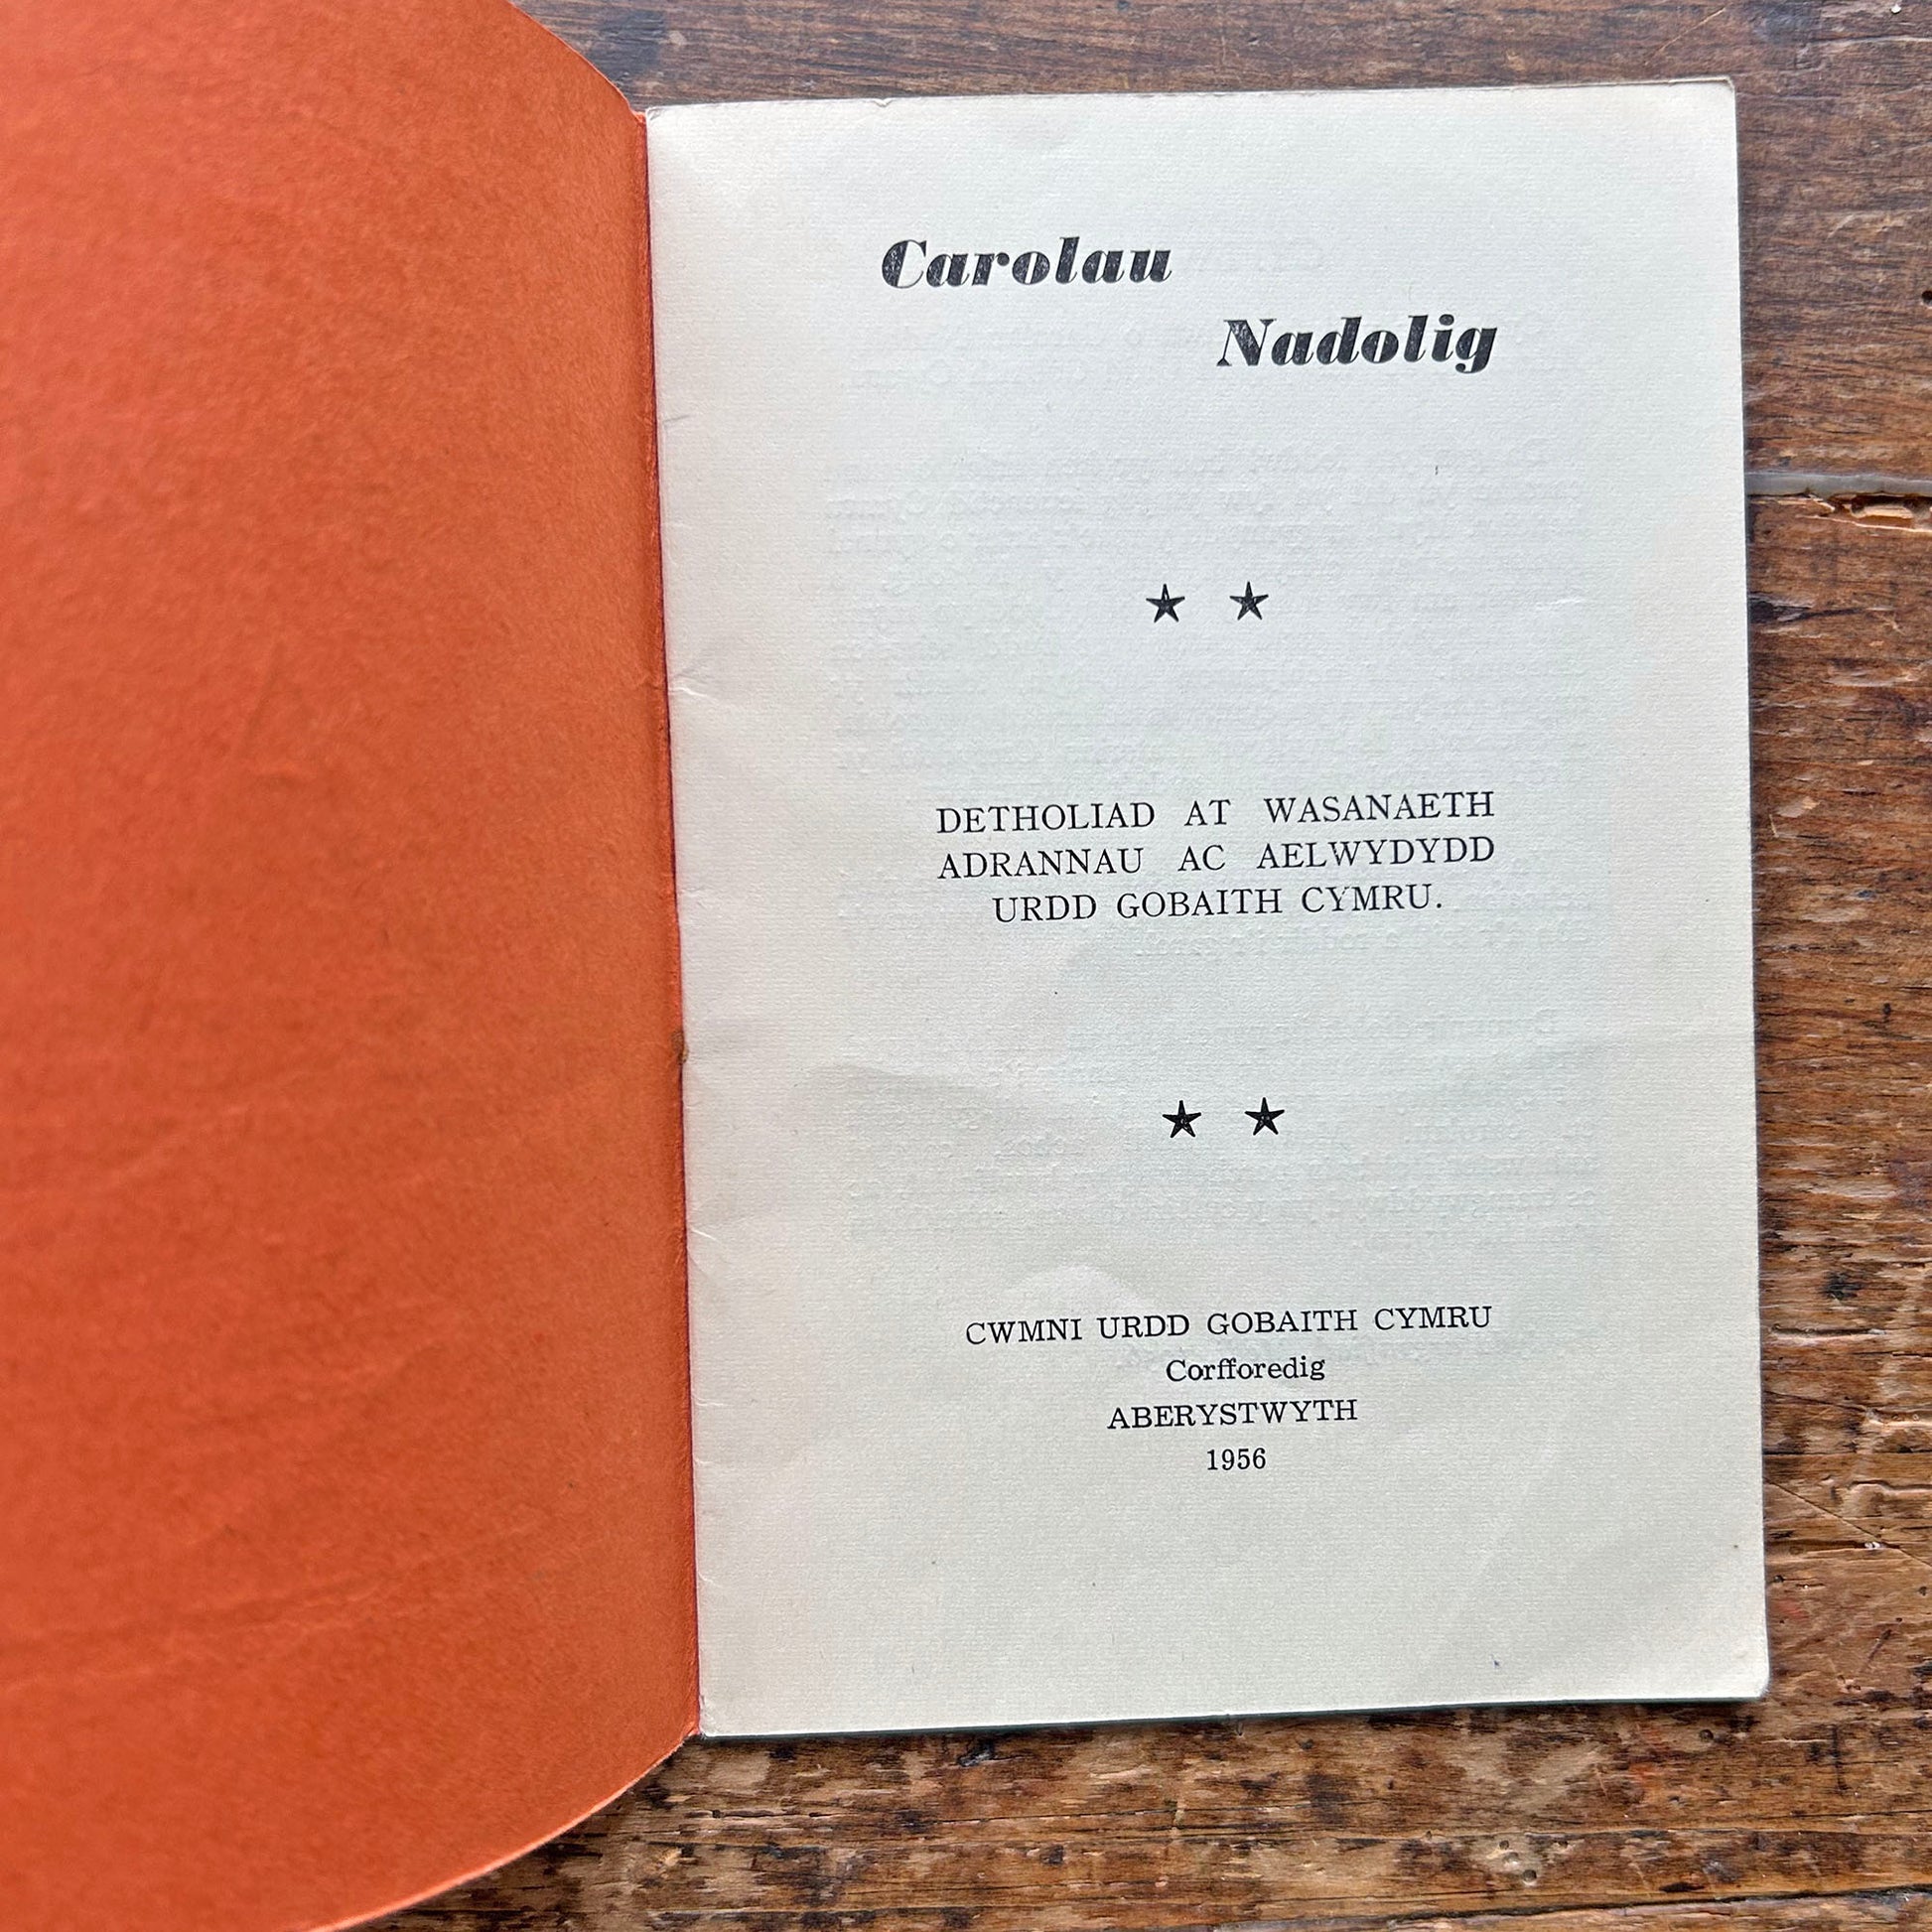 Carolau
Nadolig
★ ★
DETHOLIAD AT WASANAETH
ADRANNAU AC AELWYDYDD
URDD GOBAITH CYMRU.
★ ★
CWMNI URDD GOBAITH CYMRU
Corfforedig
ABERYSTWYTH
1956